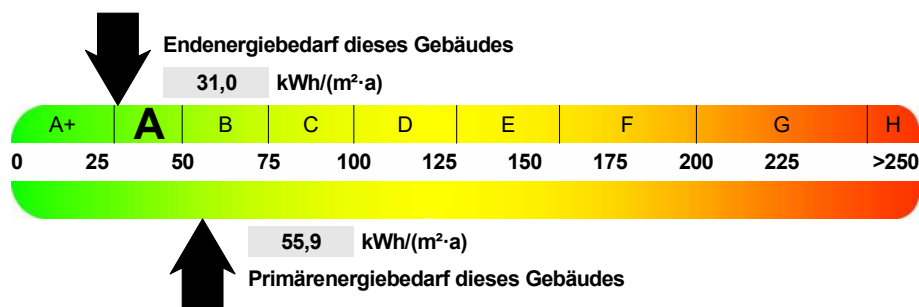 Endenergiebedarf dieses Gebäudes
31,0 kWh/(m²·a)
A+ A B C D E F G H
0 25 50 75 100 125 150 175 200 225 >250
55,9 kWh/(m²·a)
Primärenergiebedarf dieses Gebäudes